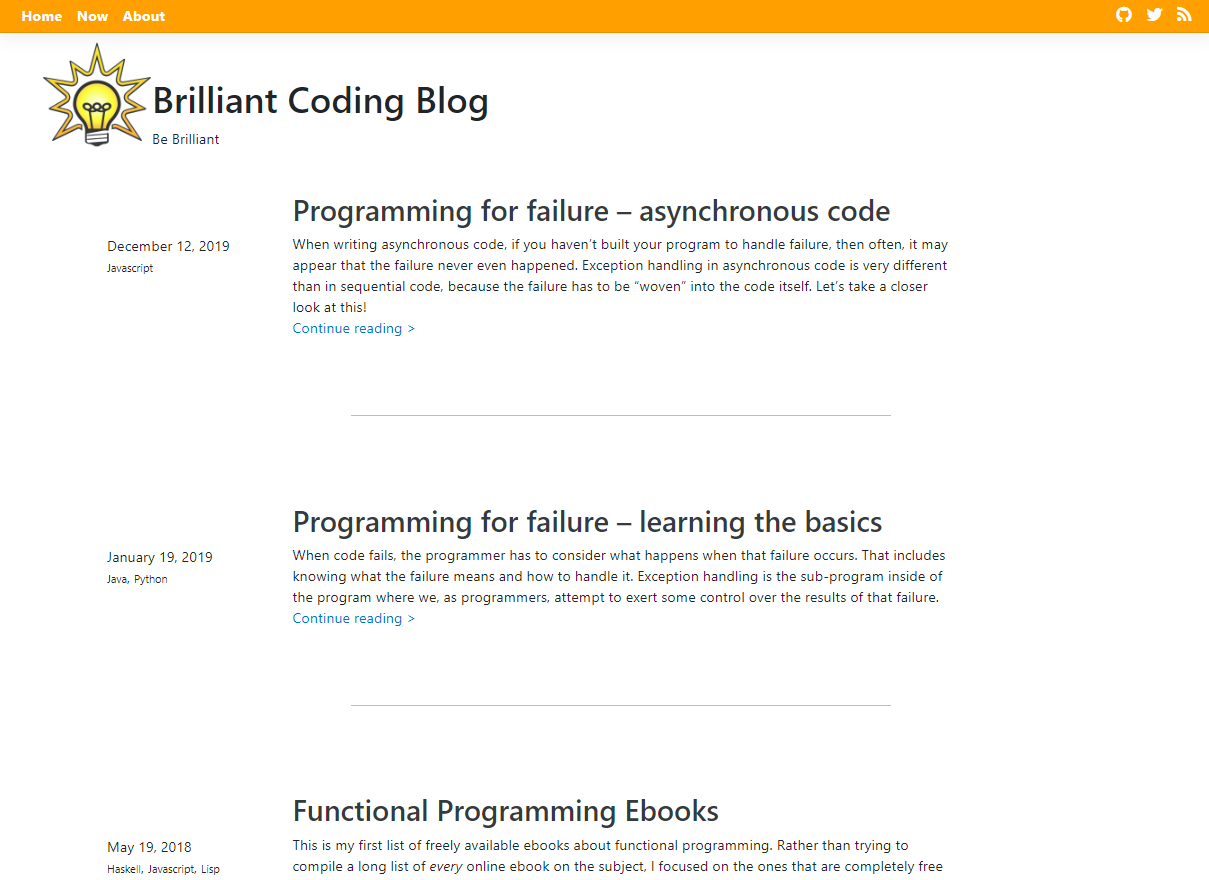 Home Now About
Brilliant Coding Blog
Be Brilliant
Programming for failure – asynchronous code
December 12, 2019
Javascript
When writing asynchronous code, if you haven’t built your program to handle failure, then often, it may
appear that the failure never even happened. Exception handling in asynchronous code is very different
than in sequential code, because the failure has to be “woven” into the code itself. Let’s take a closer
look at this!
Continue reading >
Programming for failure – learning the basics
January 19, 2019
Java, Python
When code fails, the programmer has to consider what happens when that failure occurs. That includes
knowing what the failure means and how to handle it. Exception handling is the sub-program inside of
the program where we, as programmers, attempt to exert some control over the results of that failure.
Continue reading >
Functional Programming Ebooks
May 19, 2018
Haskell, Javascript, Lisp
This is my first list of freely available ebooks about functional programming. Rather than trying to
compile a long list of every online ebook on the subject, I focused on the ones that are completely free